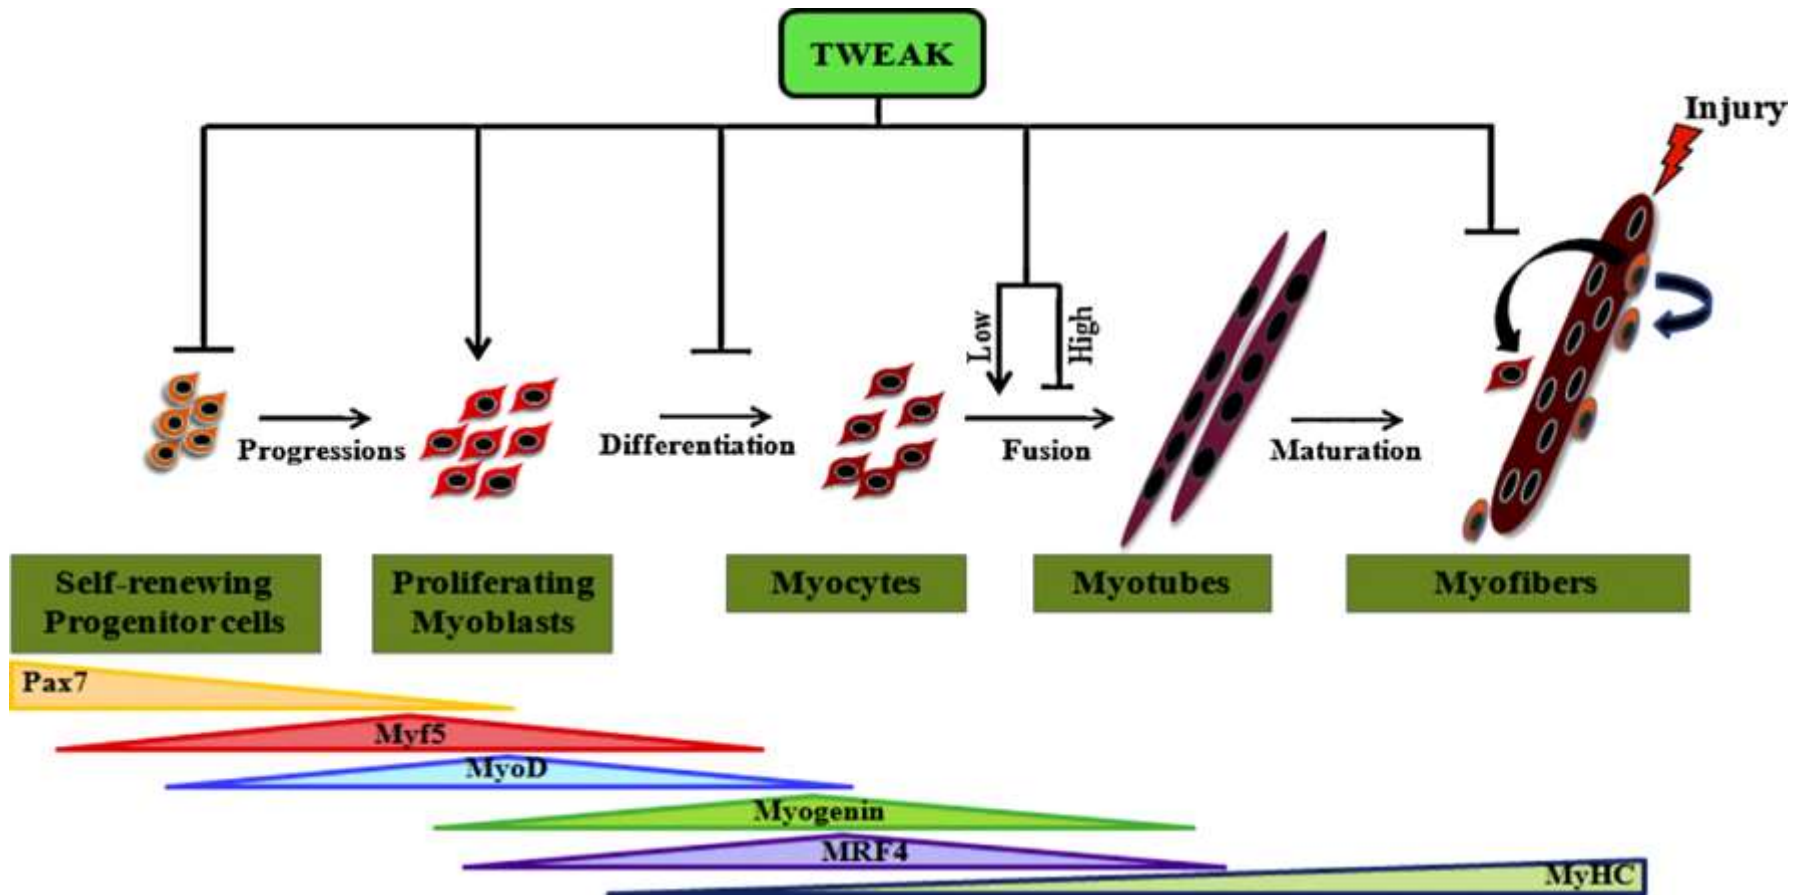 TWEAK
Injury
Low
High
Progressions
Differentiation
Fusion
Maturation
Self-renewing
Progenitor cells
Proliferating
Myoblasts
Myocytes
Myotubes
Myofibers
Pax7
Myf5
MyoD
Myogenin
MRF4
MyHC